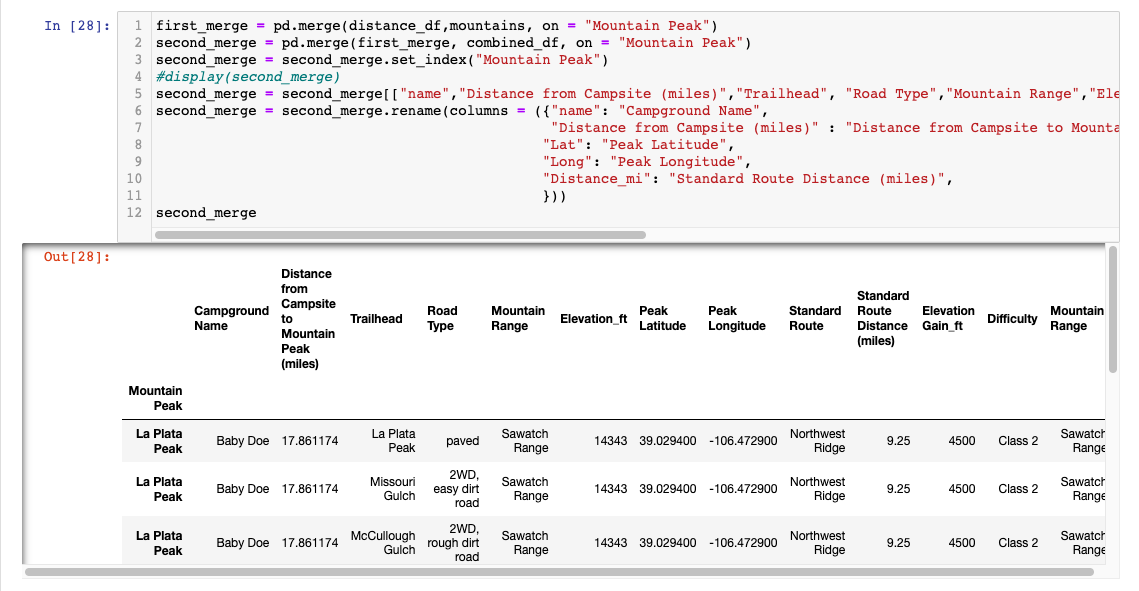 In [28]:
1 first_merge = pd.merge(distance_df,mountains, on = "Mountain Peak")
2 second_merge = pd.merge(first_merge, combined_df, on = "Mountain Peak")
3 second_merge = second_merge.set_index("Mountain Peak")
4 #display(second_merge)
5 second_merge = second_merge[["name","Distance from Campsite (miles)","Trailhead", "Road Type","Mountain Range","Ele
6 second_merge = second_merge.rename(columns = ({"name": "Campground Name",
7 "Distance from Campsite (miles)" : "Distance from Campsite to Mounta
8 "Lat": "Peak Latitude",
9 "Long": "Peak Longitude",
10 "Distance_mi": "Standard Route Distance (miles)",
11 }))
12 second_merge
Out[28]:
Campground Name Distance from Campsite to Mountain Peak (miles) Trailhead Road Type Mountain Range Elevation_ft Peak Latitude Peak Longitude Standard Route Standard Route Distance (miles) Elevation Gain_ft Difficulty Mountain Range
Mountain Peak
La Plata Peak Baby Doe 17.861174 La Plata Peak paved Sawatch Range 14343 39.029400 -106.472900 Northwest Ridge 9.25 4500 Class 2 Sawatch Range
La Plata Peak Baby Doe 17.861174 Missouri Gulch 2WD, easy dirt road Sawatch Range 14343 39.029400 -106.472900 Northwest Ridge 9.25 4500 Class 2 Sawatch Range
La Plata Peak Baby Doe 17.861174 McCullough Gulch 2WD, rough dirt road Sawatch Range 14343 39.029400 -106.472900 Northwest Ridge 9.25 4500 Class 2 Sawatch Range